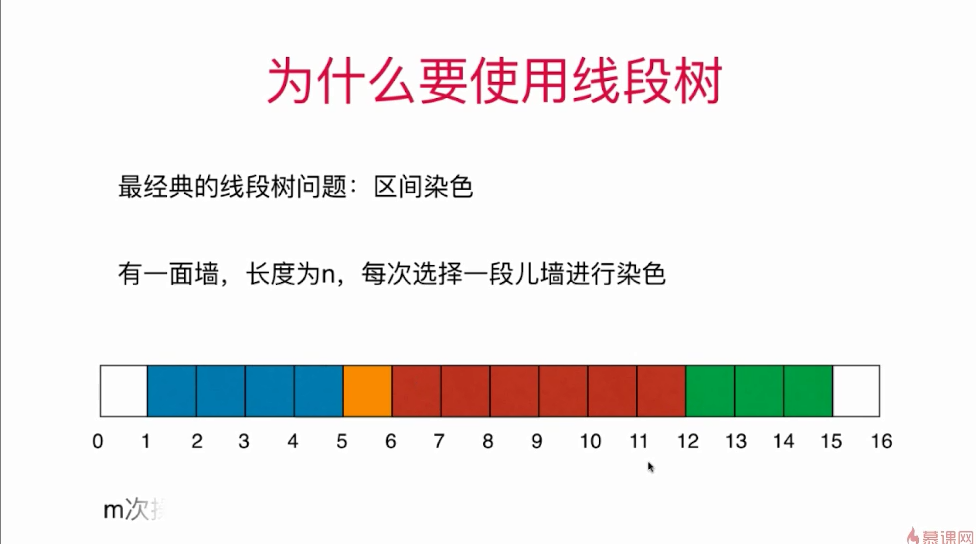 为什么要使用线段树
最经典的线段树问题：区间染色
有一面墙，长度为n，每次选择一段儿墙进行染色
0 1 2 3 4 5 6 7 8 9 10 11 12 13 14 15 16
m次
慕课网